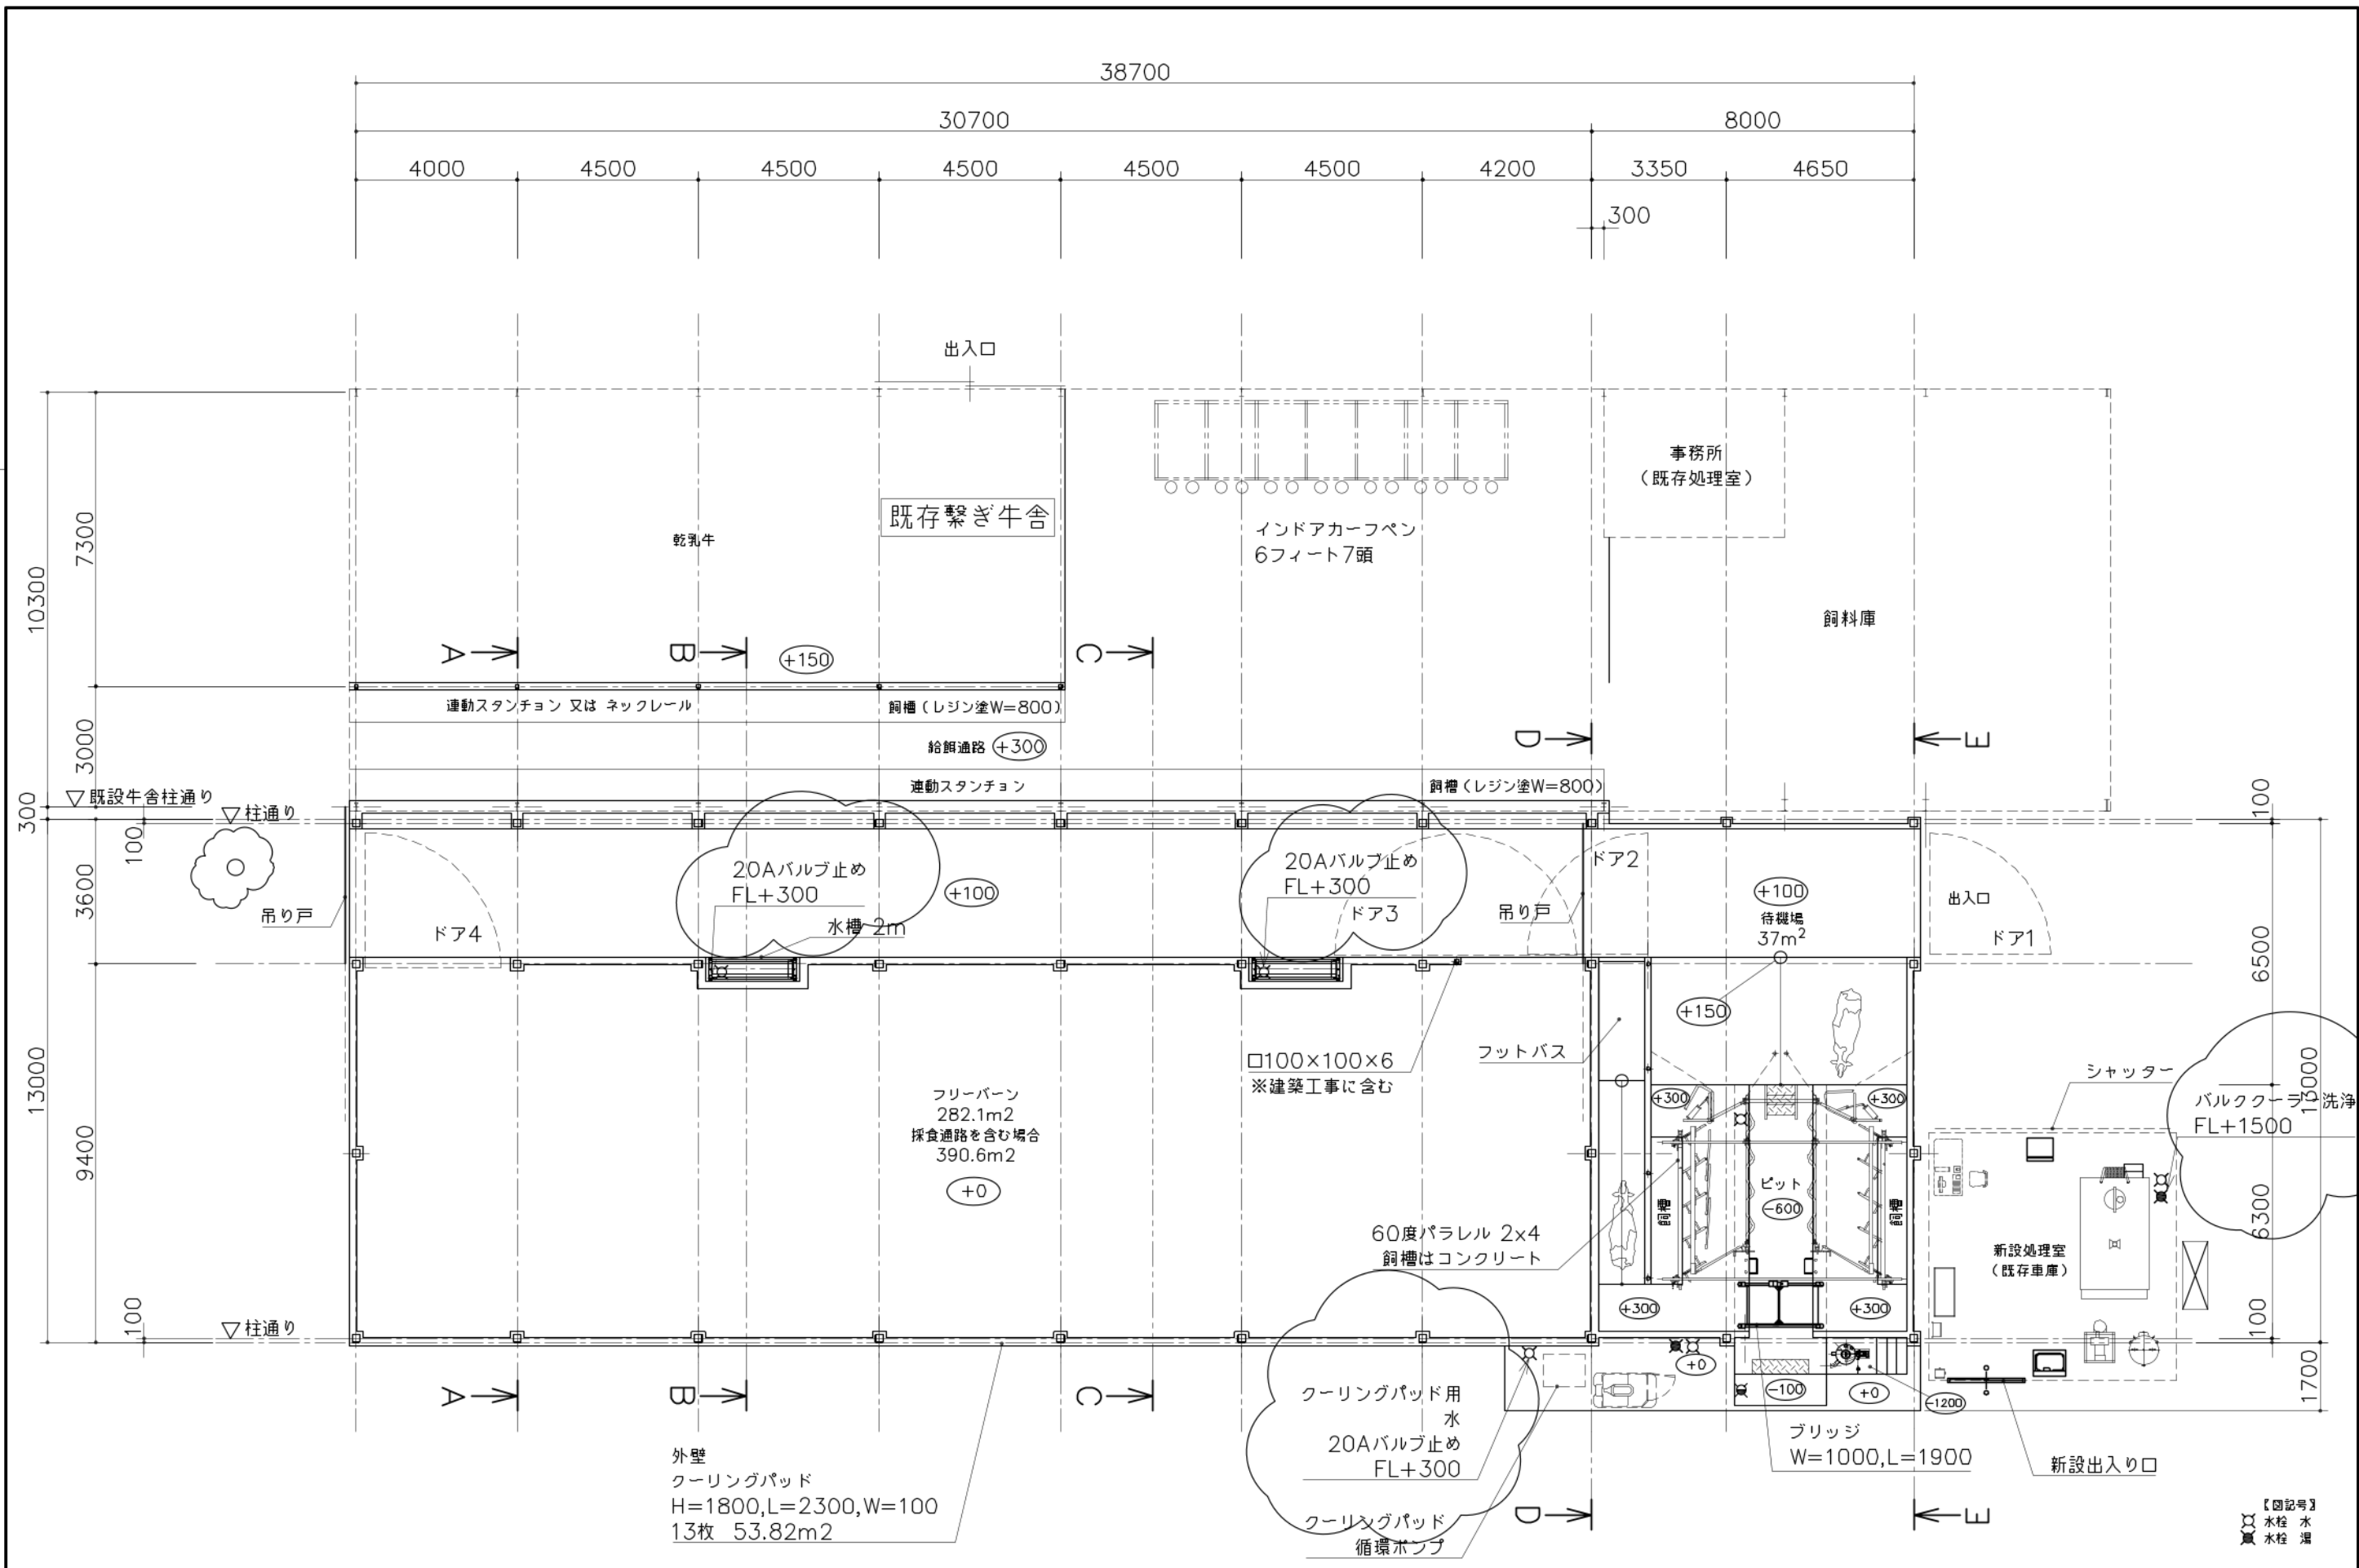 38700
30700
8000
4000
4500
4500
4500
4500
4500
4200
3350
4650
300
出入口
事務所
(既存処理室)
既存繋ぎ牛舎
乾乳牛
インドアカーフペン
6フィート7頭
飼料庫
10300
7300
3000
A
B
+150
C
連動スタンチョン 又は ネックレール
飼槽(レジン塗W=800)
給餌通路
+300
D
E
連動スタンチョン
飼槽(レジン塗W=800)
▽既設牛舎柱通り
▽柱通り
300
100
100
13000
3600
9400
100
吊り戸
ドア4
20Aバルブ止め
FL+300
水槽 2m
+100
20Aバルブ止め
FL+300
ドア3
吊り戸
ドア2
+100
待機場
37m²
出入口
ドア1
6500
13000
6300
100
1700
+150
□100×100×6
※建築工事に含む
フットバス
フリーバーン
282.1m2
採食通路を含む場合
390.6m2
+0
+300
+300
飼槽
ピット
-600
飼槽
60度パラレル 2x4
飼槽はコンクリート
+300
+300
シャッター
バルククーラー洗浄
FL+1500
新設処理室
(既存車庫)
▽柱通り
A
B
C
D
E
クーリングパッド用
水
20Aバルブ止め
FL+300
クーリングパッド
循環ポンプ
+0
-100
+0
-1200
ブリッジ
W=1000,L=1900
新設出入り口
外壁
クーリングパッド
H=1800,L=2300,W=100
13枚 53.82m2
【図記号】
水栓 水
水栓 湯